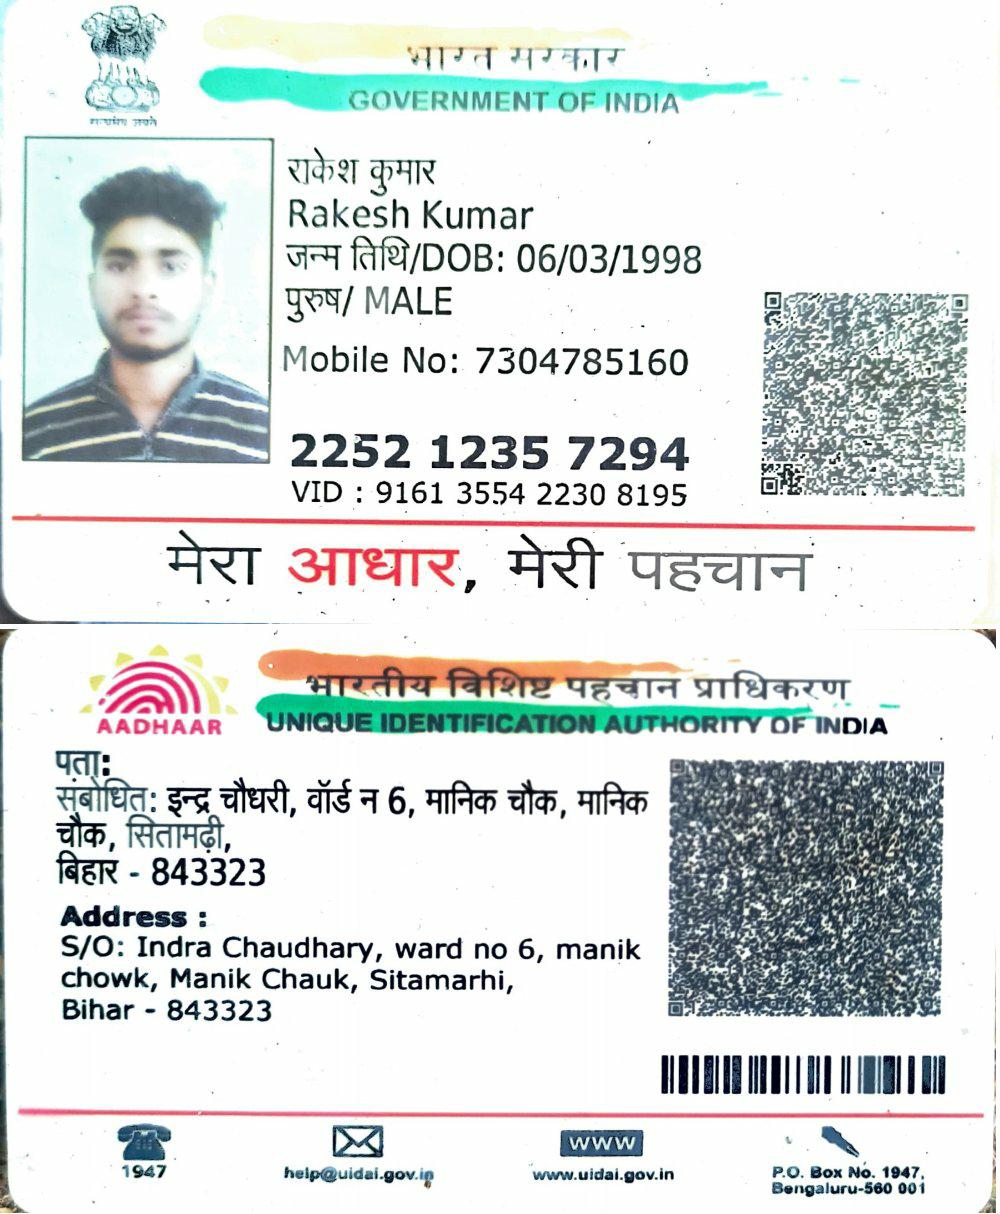 भारत सरकार
GOVERNMENT OF INDIA
सत्यमेव जयते
राकेश कुमार
Rakesh Kumar
जन्म तिथि/DOB: 06/03/1998
पुरुष/ MALE
Mobile No: 7304785160
2252 1235 7294
VID : 9161 3554 2230 8195
मेरा आधार, मेरी पहचान
भारतीय विशिष्ट पहचान प्राधिकरण
AADHAAR
UNIQUE IDENTIFICATION AUTHORITY OF INDIA
पता:
संबोधित: इन्द्र चौधरी, वॉर्ड न 6, मानिक चौक, मानिक
चौक, सितामढ़ी,
बिहार - 843323
Address :
S/O: Indra Chaudhary, ward no 6, manik
chowk, Manik Chauk, Sitamarhi,
Bihar - 843323
www
1947
help@uidai.gov.in
www.uidai.gov.in
P.O. Box No. 1947,
Bengaluru-560 001